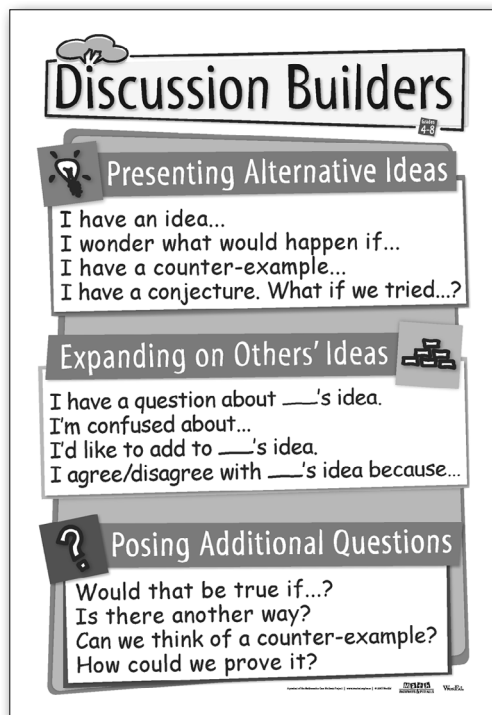 Discussion Builders
Grades
4–8
Presenting Alternative Ideas
I have an idea...
I wonder what would happen if...
I have a counter-example...
I have a conjecture. What if we tried...?
Expanding on Others' Ideas
I have a question about ___'s idea.
I'm confused about...
I'd like to add to ___'s idea.
I agree/disagree with ___'s idea because...
?
Posing Additional Questions
Would that be true if...?
Is there another way?
Can we think of a counter-example?
How could we prove it?
WestEd